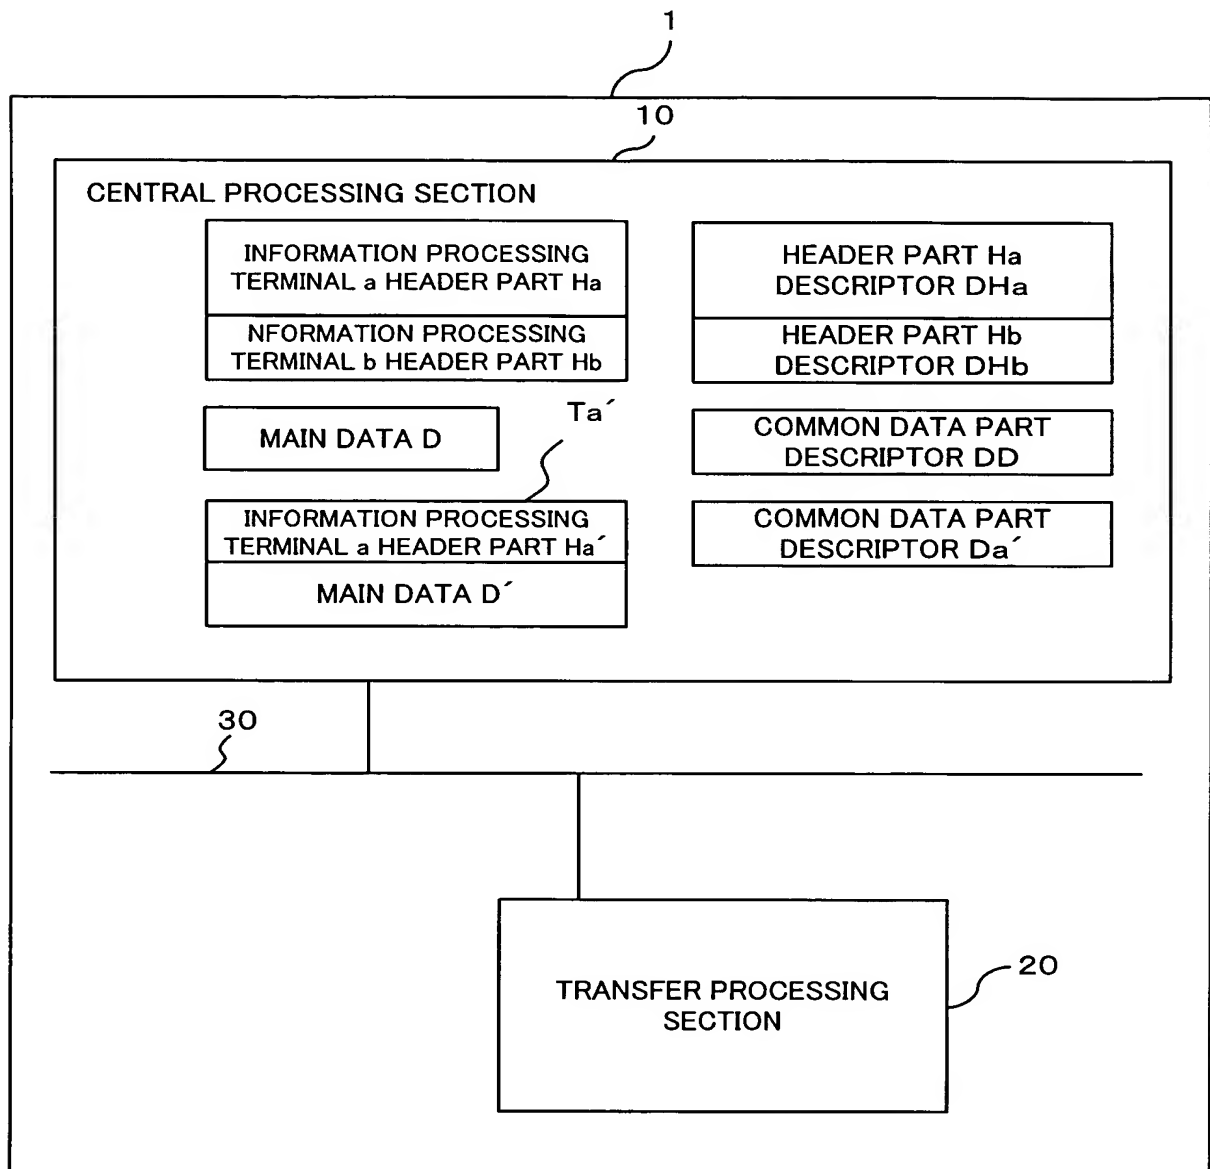 1
10
CENTRAL PROCESSING SECTION
INFORMATION PROCESSING
TERMINAL a HEADER PART Ha
NFORMATION PROCESSING
TERMINAL b HEADER PART Hb
HEADER PART Ha
DESCRIPTOR DHa
HEADER PART Hb
DESCRIPTOR DHb
Ta´
MAIN DATA D
COMMON DATA PART
DESCRIPTOR DD
INFORMATION PROCESSING
TERMINAL a HEADER PART Ha´
MAIN DATA D´
COMMON DATA PART
DESCRIPTOR Da´
30
TRANSFER PROCESSING
SECTION
20